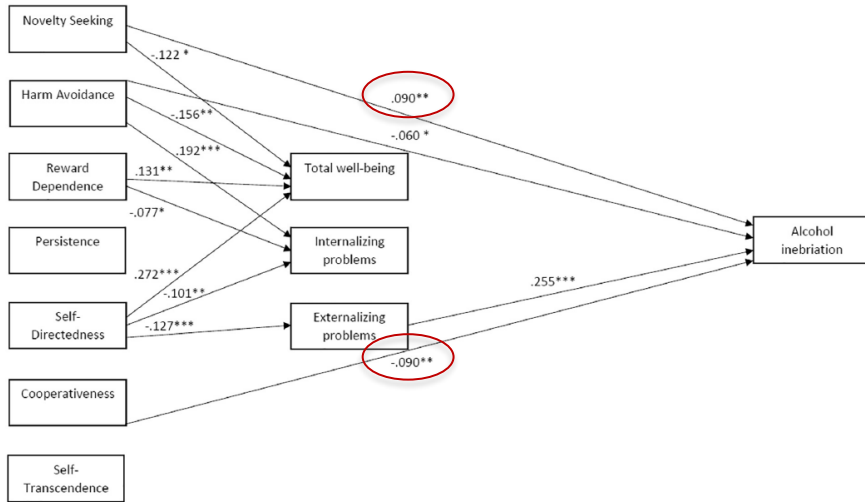 Novelty Seeking
-.122 *
.090**
Harm Avoidance
-.156**
-.060 *
.192***
Reward
Dependence
.131**
Total well-being
-.077*
Persistence
Internalizing
problems
Alcohol
inebriation
.272***
-.101**
.255***
Self-
Directedness
-.127***
Externalizing
problems
-.090**
Cooperativeness
Self-
Transcendence